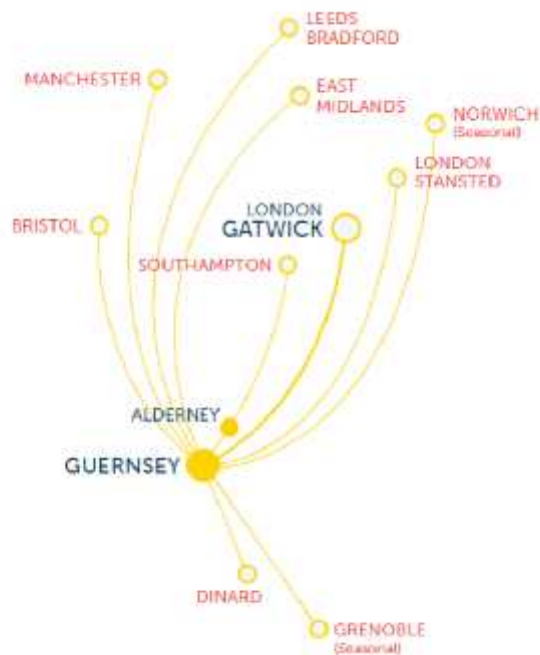 LEEDS
BRADFORD
MANCHESTER
EAST
MIDLANDS
NORWICH
(Seasonal)
LONDON
STANSTED
LONDON
GATWICK
BRISTOL
SOUTHAMPTON
ALDERNEY
GUERNSEY
DINARD
GRENOBLE
(Seasonal)